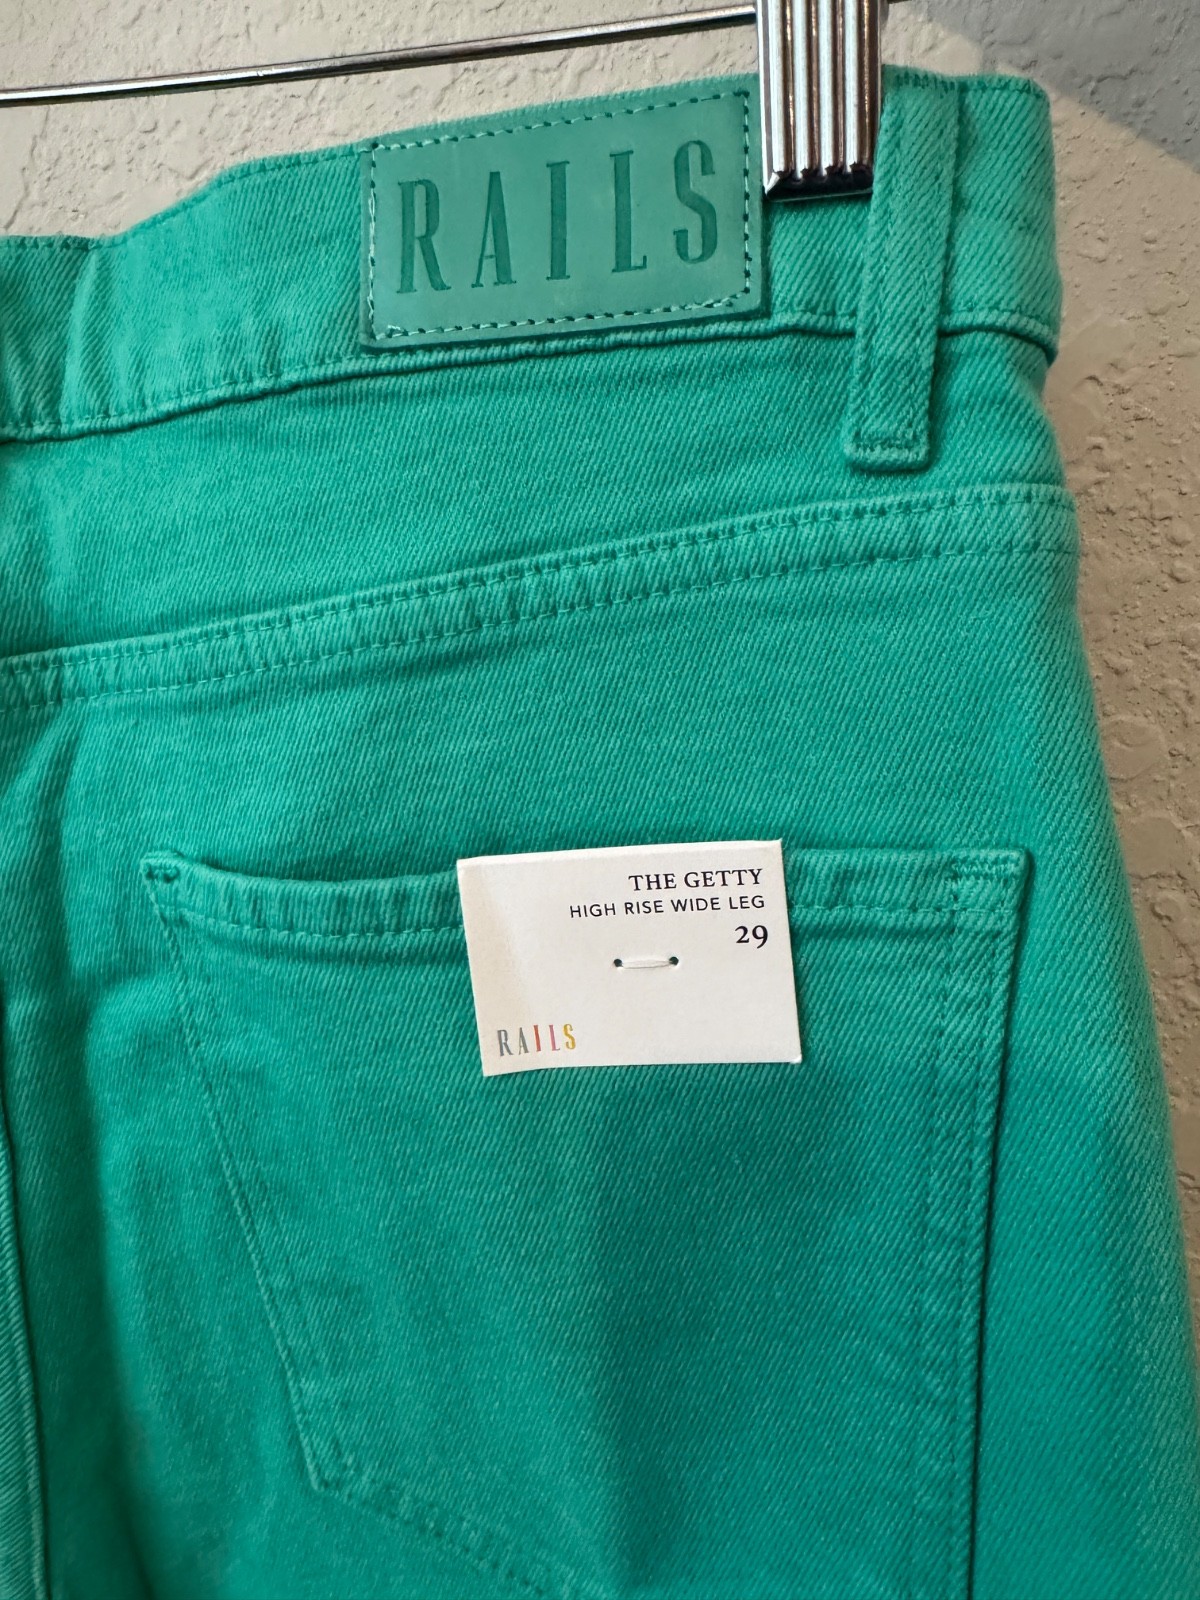 RAILS
THE GETTY
HIGH RISE WIDE LEG
29
RAILS